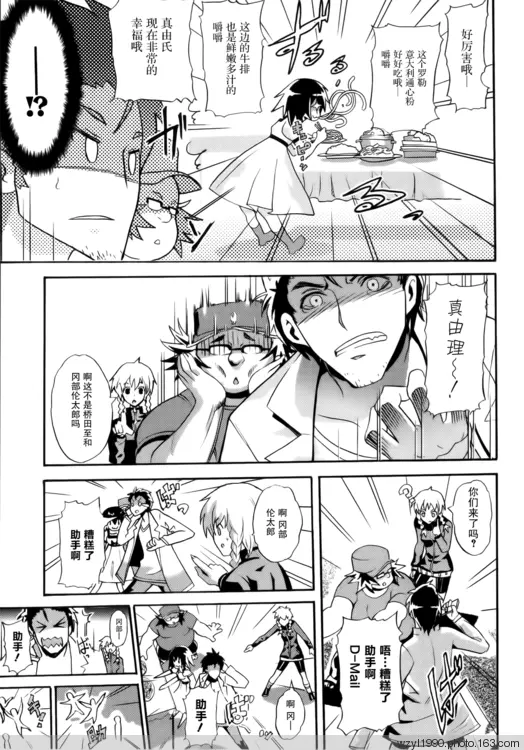 好厉害哦—
这个罗勒
意大利通心粉
好好吃哦—
嚼嚼
这边的牛排
也是鲜嫩多汁
的—
嚼嚼
真由氏
现在非常的
幸福哦—
—!?
真由理～!
啊这不是桥田至和
冈部伦太郎
吗
你们来了吗?
?
唔…糟糕了
助手啊
D-Mail
啊 冈部
伦太郎
糟糕了
助手啊
啊 冈—
助手!
冈部—
助手!
wzyl1990.photo.163.com